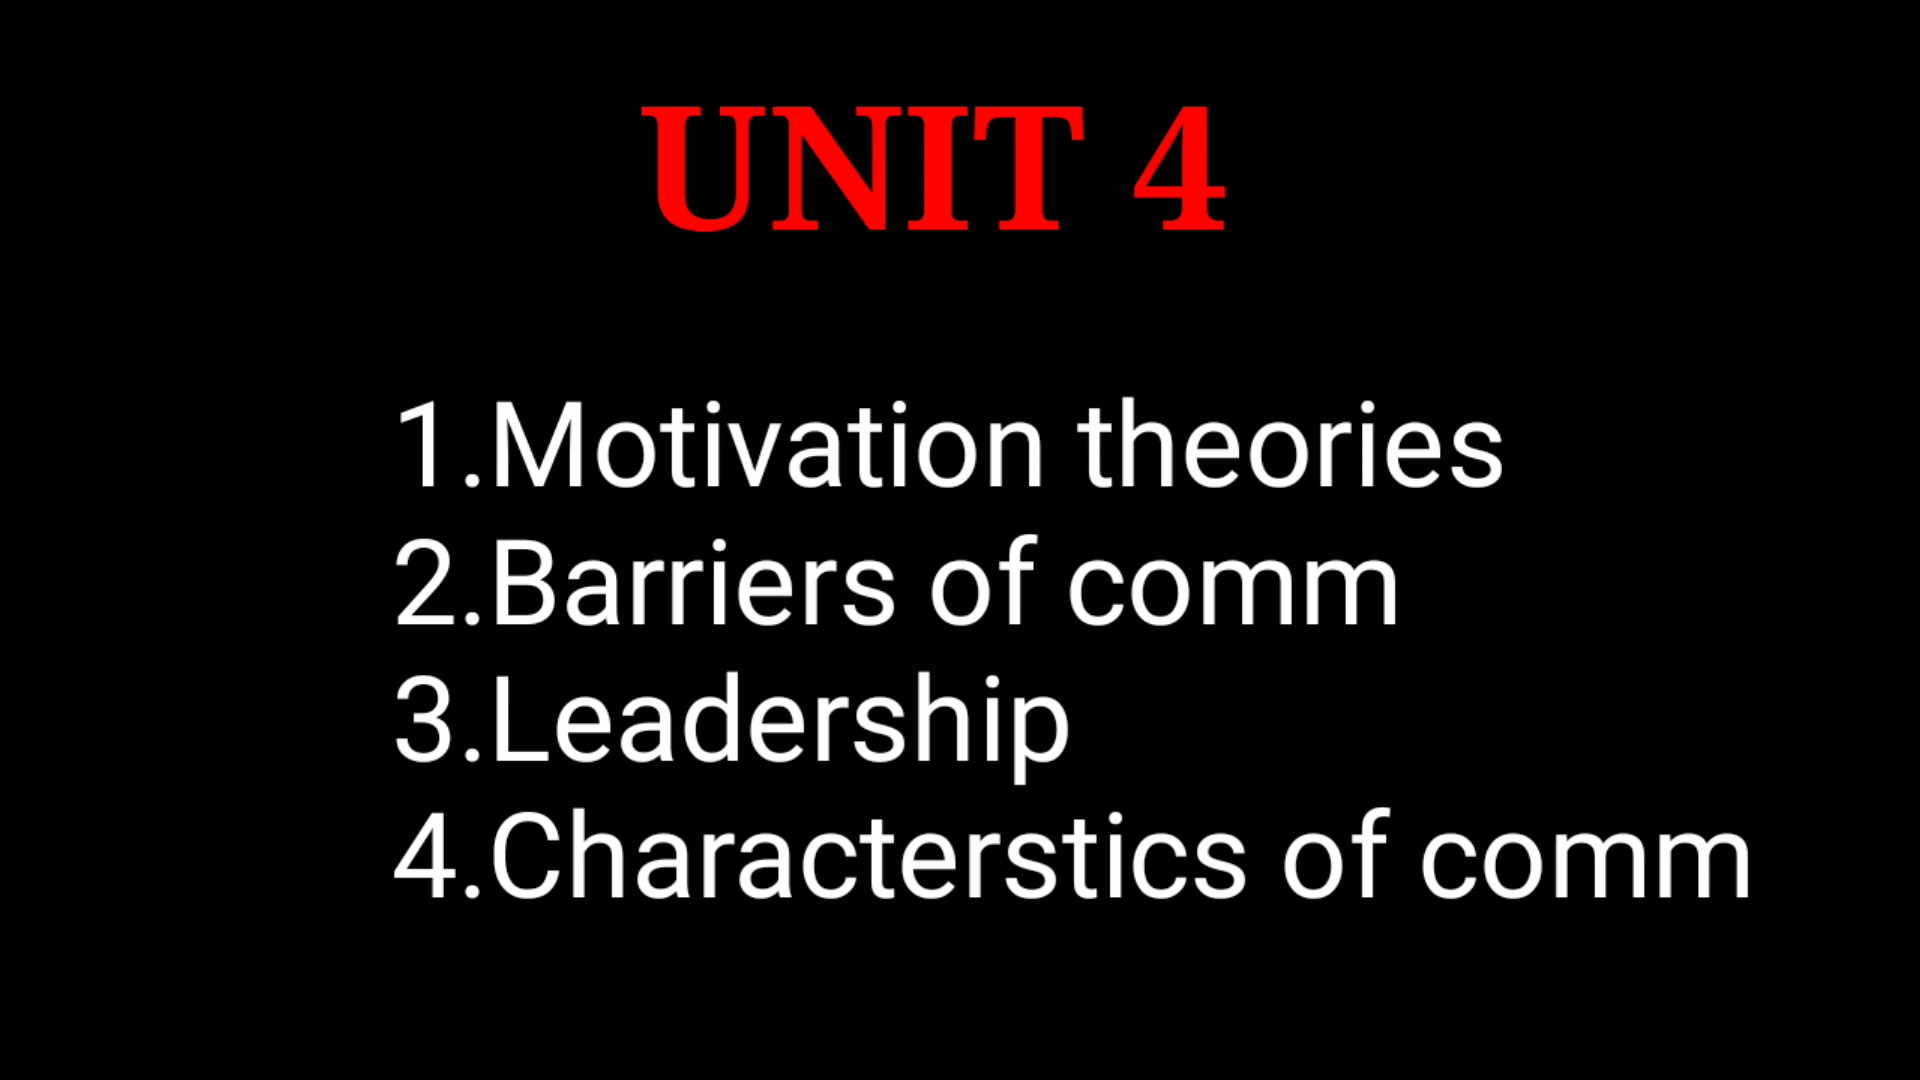 UNIT 4
1.Motivation theories
2.Barriers of comm
3.Leadership
4.Characterstics of comm